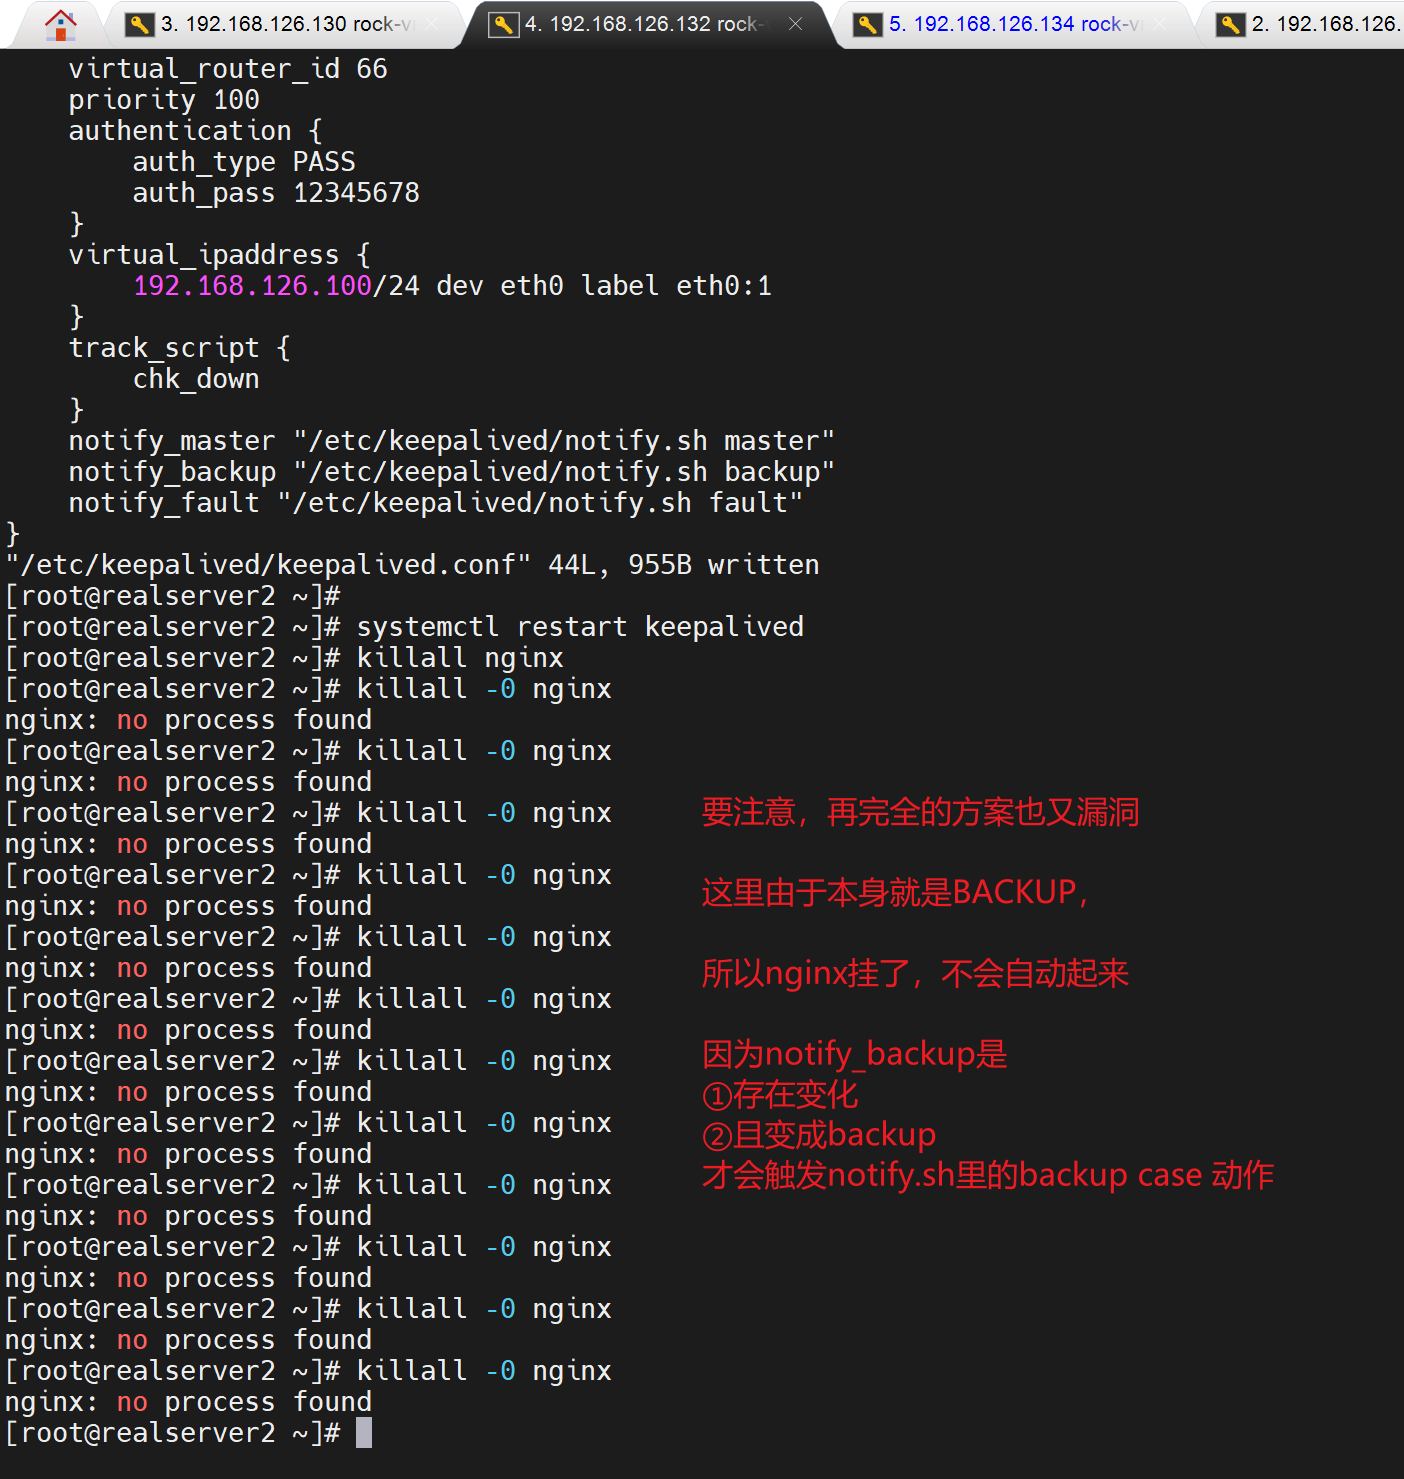 3. 192.168.126.130 rock-v
4. 192.168.126.132 rock-
5. 192.168.126.134 rock-v
2. 192.168.126.
virtual_router_id 66
priority 100
authentication {
auth_type PASS
auth_pass 12345678
}
virtual_ipaddress {
192.168.126.100/24 dev eth0 label eth0:1
}
track_script {
chk_down
}
notify_master "/etc/keepalived/notify.sh master"
notify_backup "/etc/keepalived/notify.sh backup"
notify_fault "/etc/keepalived/notify.sh fault"
}
"/etc/keepalived/keepalived.conf" 44L, 955B written
[root@realserver2 ~]#
[root@realserver2 ~]# systemctl restart keepalived
[root@realserver2 ~]# killall nginx
[root@realserver2 ~]# killall -0 nginx
nginx: no process found
[root@realserver2 ~]# killall -0 nginx
nginx: no process found
[root@realserver2 ~]# killall -0 nginx
nginx: no process found
[root@realserver2 ~]# killall -0 nginx
nginx: no process found
[root@realserver2 ~]# killall -0 nginx
nginx: no process found
[root@realserver2 ~]# killall -0 nginx
nginx: no process found
[root@realserver2 ~]# killall -0 nginx
nginx: no process found
[root@realserver2 ~]# killall -0 nginx
nginx: no process found
[root@realserver2 ~]# killall -0 nginx
nginx: no process found
[root@realserver2 ~]# killall -0 nginx
nginx: no process found
[root@realserver2 ~]# killall -0 nginx
nginx: no process found
[root@realserver2 ~]# killall -0 nginx
nginx: no process found
[root@realserver2 ~]#
要注意，再完全的方案也又漏洞
这里由于本身就是BACKUP，
所以nginx挂了，不会自动起来
因为notify_backup是
①存在变化
②且变成backup
才会触发notify.sh里的backup case 动作